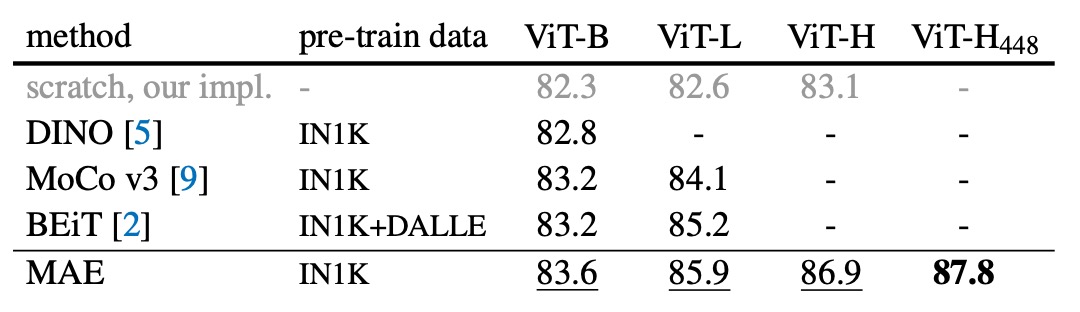 method pre-train data ViT-B ViT-L ViT-H ViT-H448
scratch, our impl. - 82.3 82.6 83.1 -
DINO [5] IN1K 82.8 - - -
MoCo v3 [9] IN1K 83.2 84.1 - -
BEiT [2] IN1K+DALLE 83.2 85.2 - -
MAE IN1K 83.6 85.9 86.9 87.8